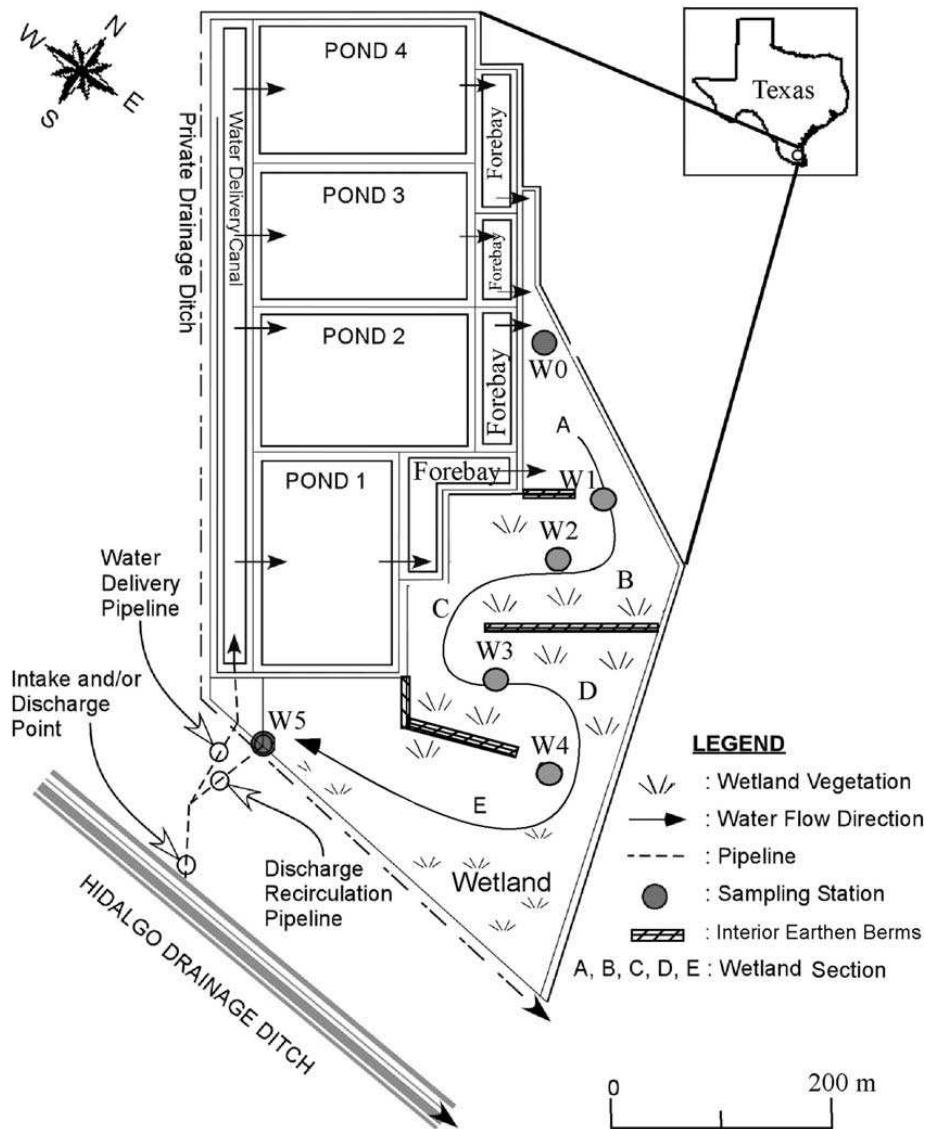 N
W
S
E
Private Drainage Ditch
Water Delivery Canal
POND 4
Forebay
POND 3
Forebay
POND 2
Forebay
POND 1
Forebay
Texas
W0
A
W1
W2
B
C
W3
D
W4
W5
E
Wetland
Water
Delivery
Pipeline
Intake and/or
Discharge
Point
Discharge
Recirculation
Pipeline
HIDALGO DRAINAGE DITCH
LEGEND
: Wetland Vegetation
: Water Flow Direction
: Pipeline
: Sampling Station
: Interior Earthen Berms
A, B, C, D, E : Wetland Section
0 200 m